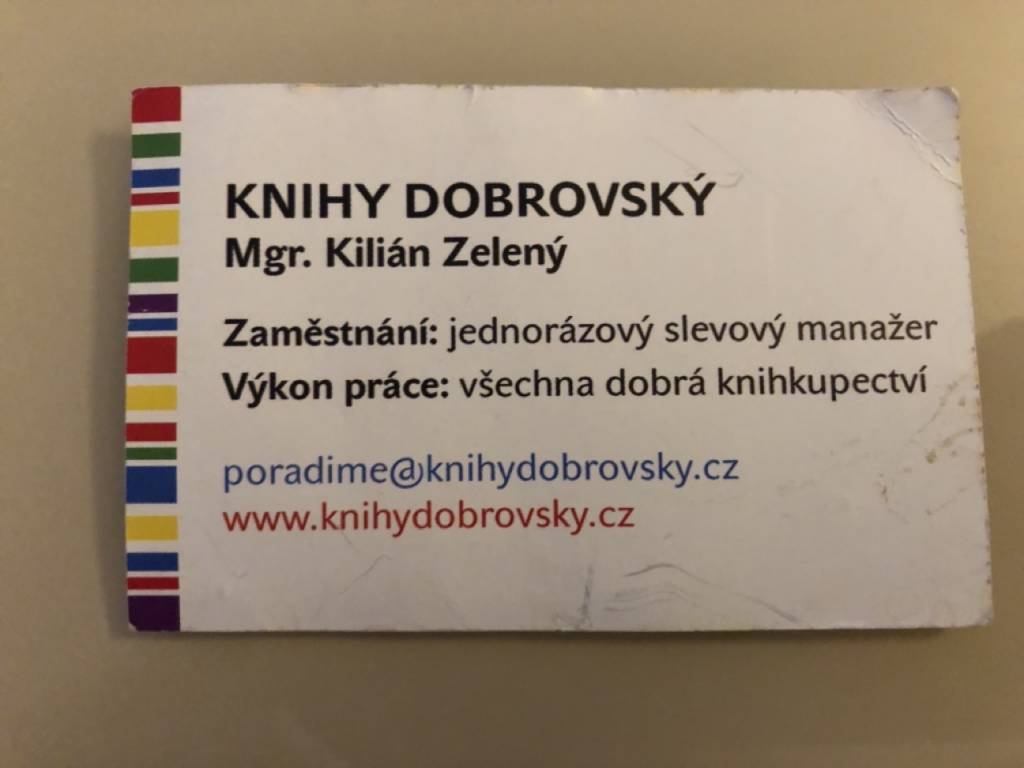 KNIHY DOBROVSKÝ
Mgr. Kilián Zelený
Zaměstnání: jednorázový slevový manažer
Výkon práce: všechna dobrá knihkupectví
poradime@knihydobrovsky.cz
www.knihydobrovsky.cz